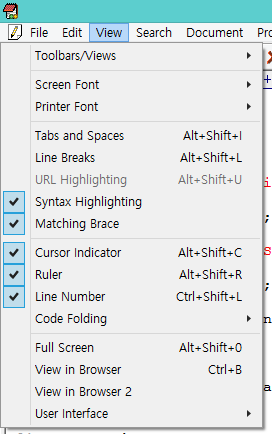 File Edit View Search Document
Toolbars/Views
Screen Font
Printer Font
Tabs and Spaces Alt+Shift+I
Line Breaks Alt+Shift+L
URL Highlighting Alt+Shift+U
Syntax Highlighting
Matching Brace
Cursor Indicator Alt+Shift+C
Ruler Alt+Shift+R
Line Number Ctrl+Shift+L
Code Folding
Full Screen Alt+Shift+0
View in Browser Ctrl+B
View in Browser 2
User Interface